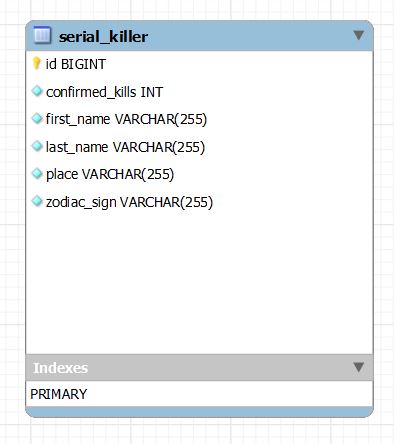 serial_killer
id BIGINT
confirmed_kills INT
first_name VARCHAR(255)
last_name VARCHAR(255)
place VARCHAR(255)
zodiac_sign VARCHAR(255)
Indexes
PRIMARY